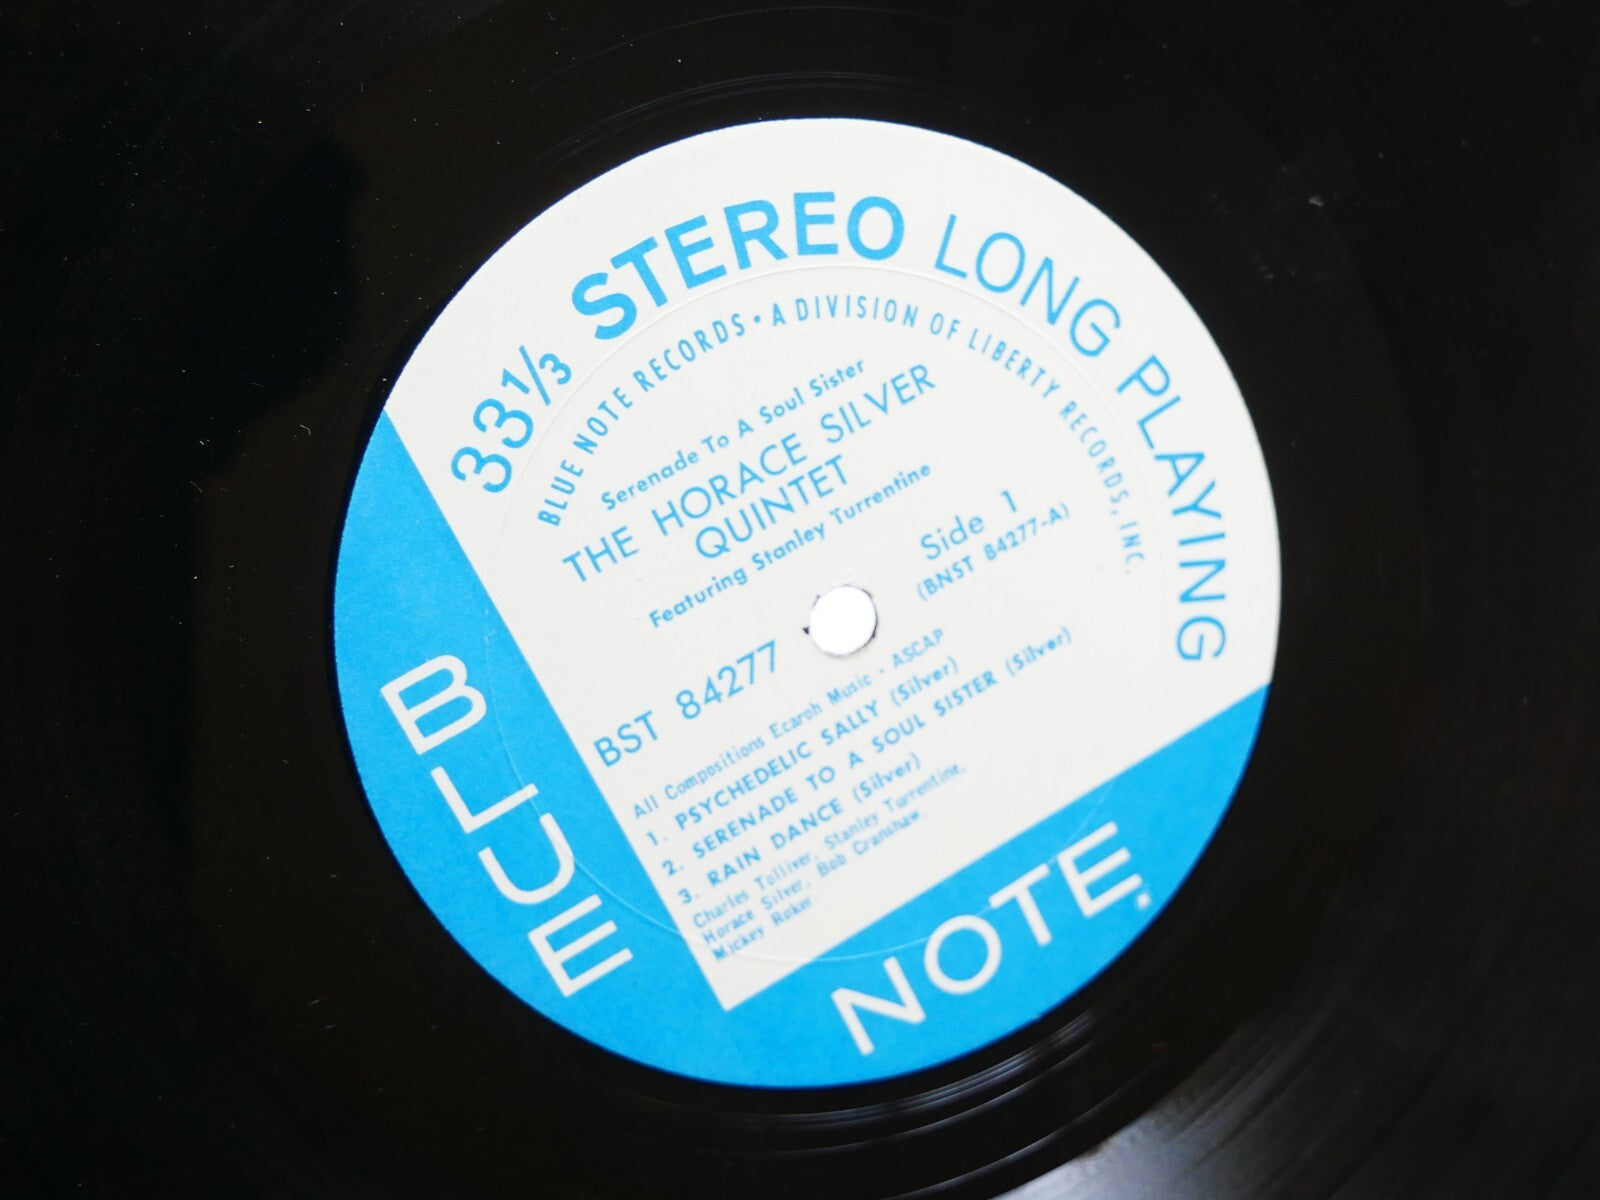 33⅓ STEREO LONG PLAYING
BLUE NOTE RECORDS • A DIVISION OF LIBERTY RECORDS, INC.
Serenade To A Soul Sister
THE HORACE SILVER
QUINTET
Featuring Stanley Turrentine
Side 1
(BNST 84277-A)
BST 84277
All Compositions Ecaroh Music - ASCAP
1. PSYCHEDELIC SALLY (Silver)
2. SERENADE TO A SOUL SISTER (Silver)
3. RAIN DANCE (Silver)
Charles Tolliver, Stanley Turrentine,
Horace Silver, Bob Cranshaw,
Mickey Roker.
BLUE
NOTE